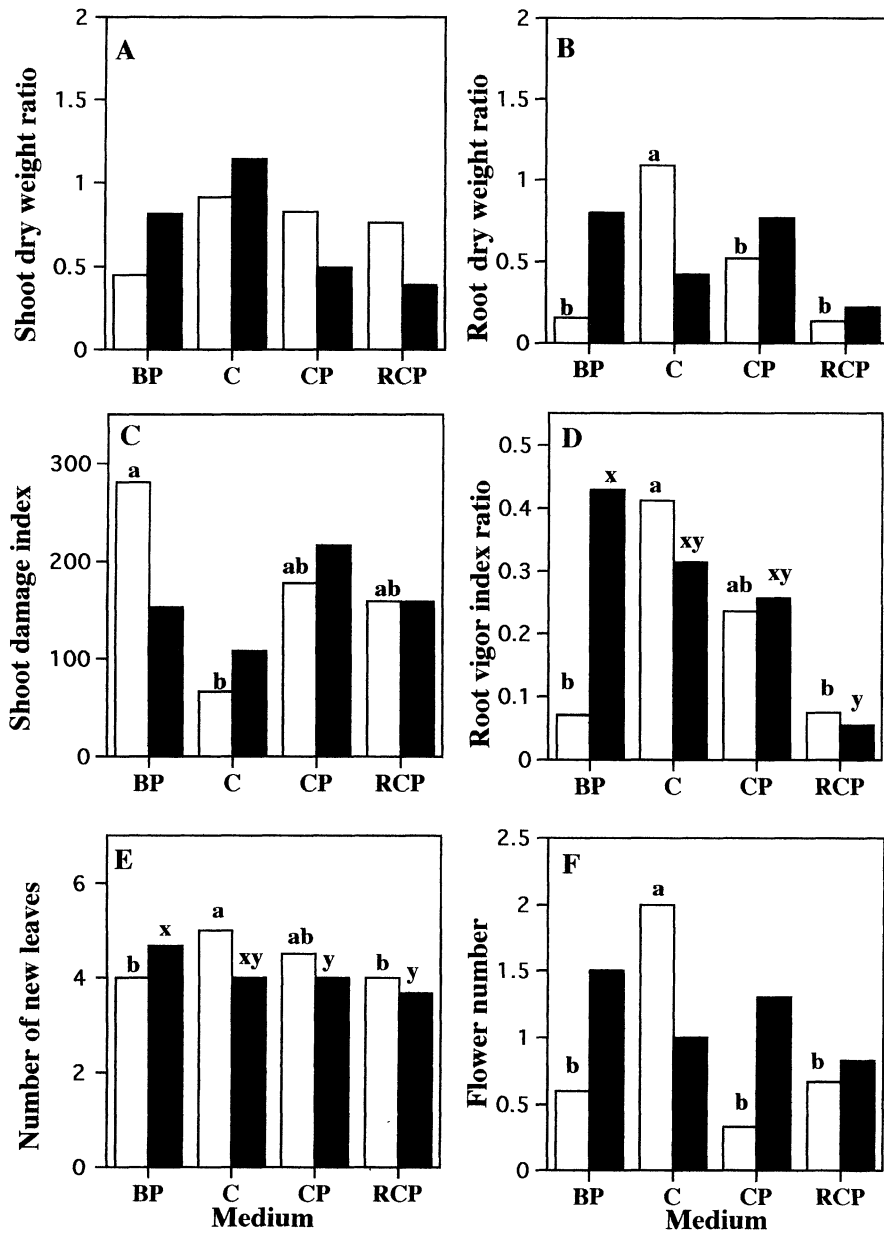 A
Shoot dry weight ratio
2
1.5
1
0.5
0
BP C CP RCP
B
Root dry weight ratio
2
1.5
1
0.5
0
b a b b
BP C CP RCP
C
Shoot damage index
300
200
100
0
a b ab ab
BP C CP RCP
D
Root vigor index ratio
0.5
0.4
0.3
0.2
0.1
0
b x a xy ab xy b y
BP C CP RCP
E
Number of new leaves
6
4
2
0
b x a xy ab y b y
BP C CP RCP
Medium
F
Flower number
2.5
2
1.5
1
0.5
0
b a b b
BP C CP RCP
Medium